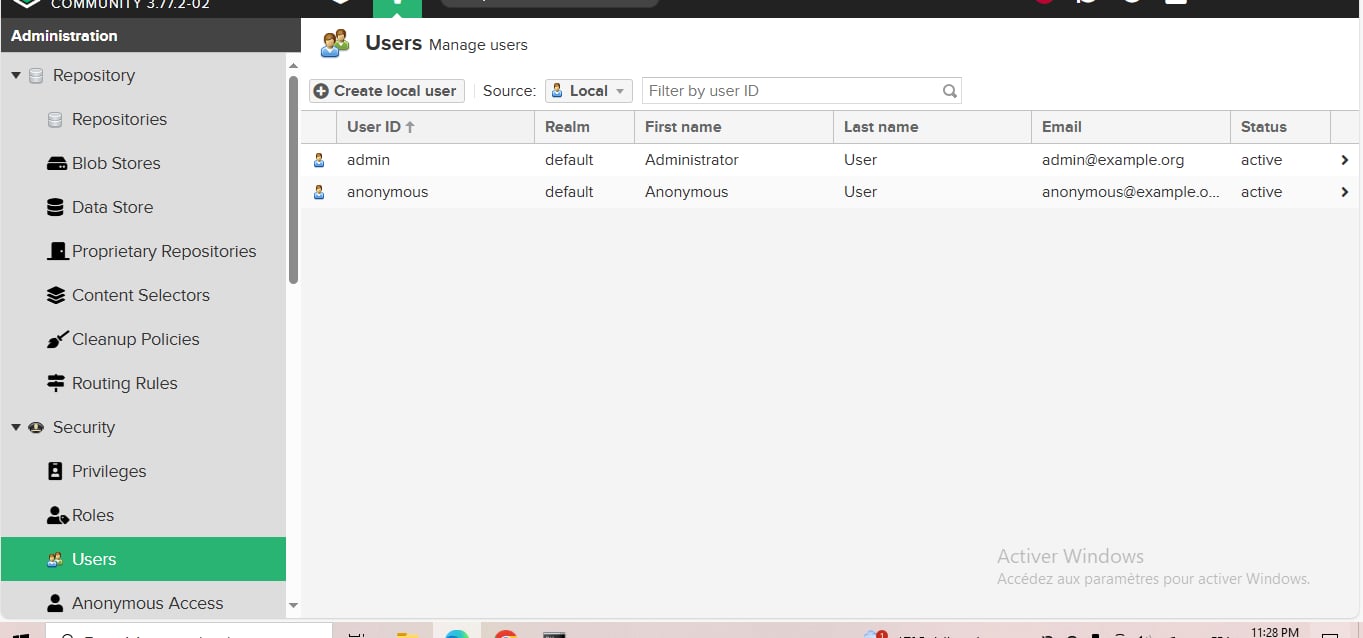 COMMUNITY 3.77.2-02
Administration
Users Manage users
Repository
Create local user Source: Local Filter by user ID
Repositories
User ID Realm First name Last name Email Status
Blob Stores
admin default Administrator User admin@example.org active
Data Store
anonymous default Anonymous User anonymous@example.o... active
Proprietary Repositories
Content Selectors
Cleanup Policies
Routing Rules
Security
Privileges
Roles
Users
Anonymous Access
Activer Windows
Accédez aux paramètres pour activer Windows.
1
11:28 PM